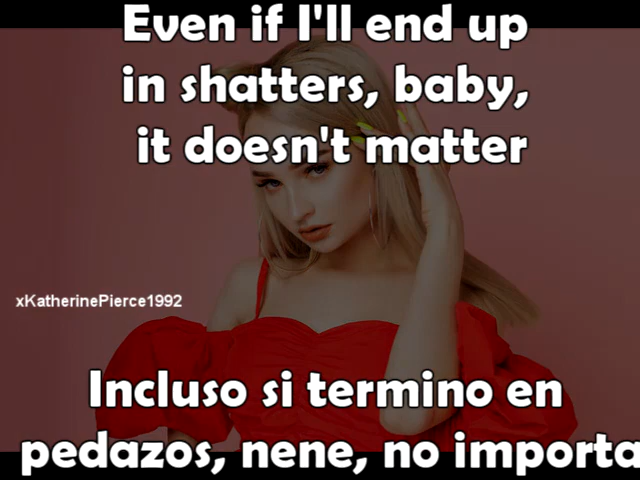 Even if I'll end up
in shatters, baby,
it doesn't matter
xKatherinePierce1992
Incluso si termino en
pedazos, nene, no importa